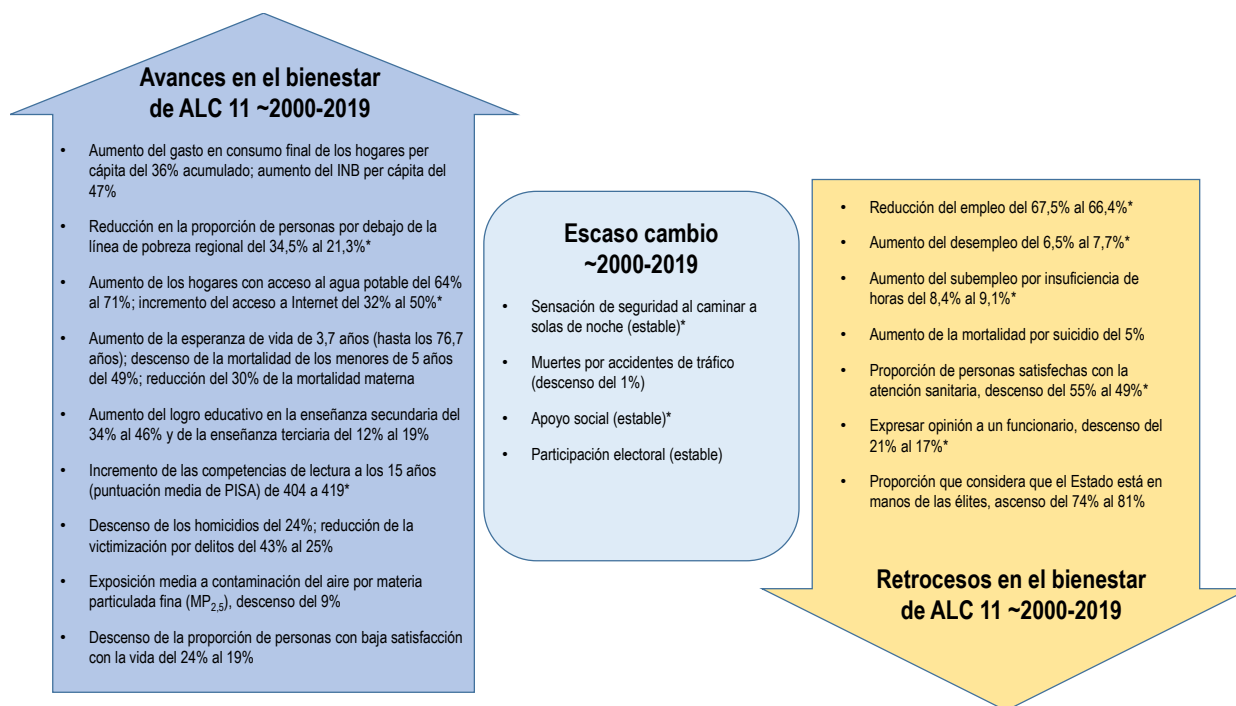 Avances en el bienestar
de ALC 11 ~2000-2019
• Aumento del gasto en consumo final de los hogares per
cápita del 36% acumulado; aumento del INB per cápita del
47%
• Reducción en la proporción de personas por debajo de la
línea de pobreza regional del 34,5% al 21,3%*
• Aumento de los hogares con acceso al agua potable del 64%
al 71%; incremento del acceso a Internet del 32% al 50%*
• Aumento de la esperanza de vida de 3,7 años (hasta los 76,7
años); descenso de la mortalidad de los menores de 5 años
del 49%; reducción del 30% de la mortalidad materna
• Aumento del logro educativo en la enseñanza secundaria del
34% al 46% y de la enseñanza terciaria del 12% al 19%
• Incremento de las competencias de lectura a los 15 años
(puntuación media de PISA) de 404 a 419*
• Descenso de los homicidios del 24%; reducción de la
victimización por delitos del 43% al 25%
• Exposición media a contaminación del aire por materia
particulada fina (MP2,5), descenso del 9%
• Descenso de la proporción de personas con baja satisfacción
con la vida del 24% al 19%
Escaso cambio
~2000-2019
• Sensación de seguridad al caminar a
solas de noche (estable)*
• Muertes por accidentes de tráfico
(descenso del 1%)
• Apoyo social (estable)*
• Participación electoral (estable)
• Reducción del empleo del 67,5% al 66,4%*
• Aumento del desempleo del 6,5% al 7,7%*
• Aumento del subempleo por insuficiencia de
horas del 8,4% al 9,1%*
• Aumento de la mortalidad por suicidio del 5%
• Proporción de personas satisfechas con la
atención sanitaria, descenso del 55% al 49%*
• Expresar opinión a un funcionario, descenso del
21% al 17%*
• Proporción que considera que el Estado está en
manos de las élites, ascenso del 74% al 81%
Retrocesos en el bienestar
de ALC 11 ~2000-2019